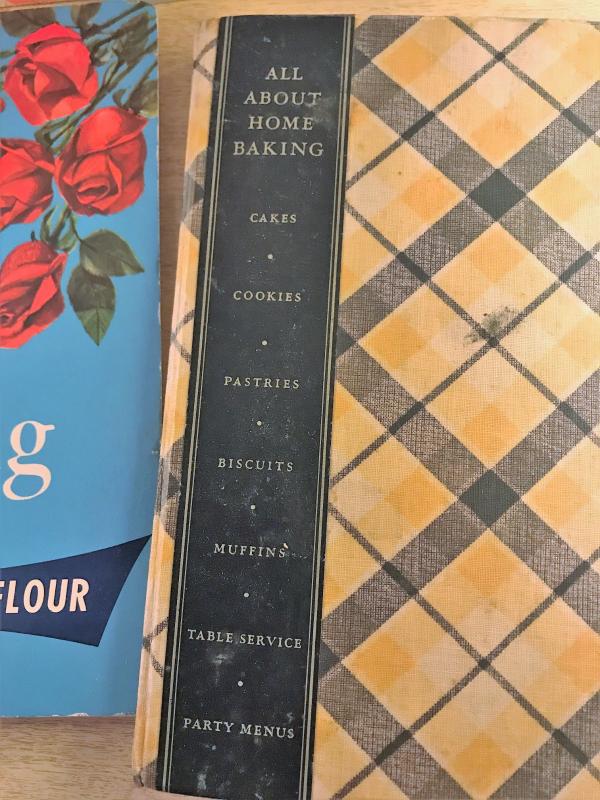 ALL
ABOUT
HOME
BAKING
CAKES
COOKIES
PASTRIES
BISCUITS
MUFFINS
TABLE SERVICE
PARTY MENUS
g
FLOUR